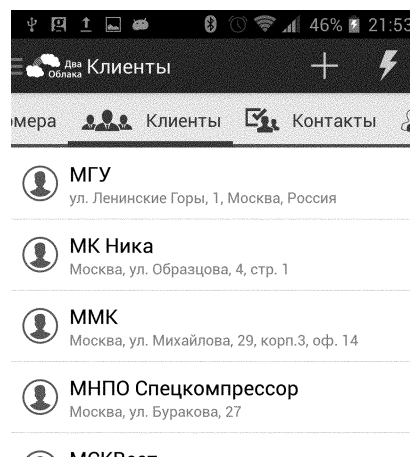 46% 21:53
Два
Облака
Клиенты
мера Клиенты Контакты
МГУ
ул. Ленинские Горы, 1, Москва, Россия
МК Ника
Москва, ул. Образцова, 4, стр. 1
ММК
Москва, ул. Михайлова, 29, корп.3, оф. 14
МНПО Спецкомпрессор
Москва, ул. Буракова, 27